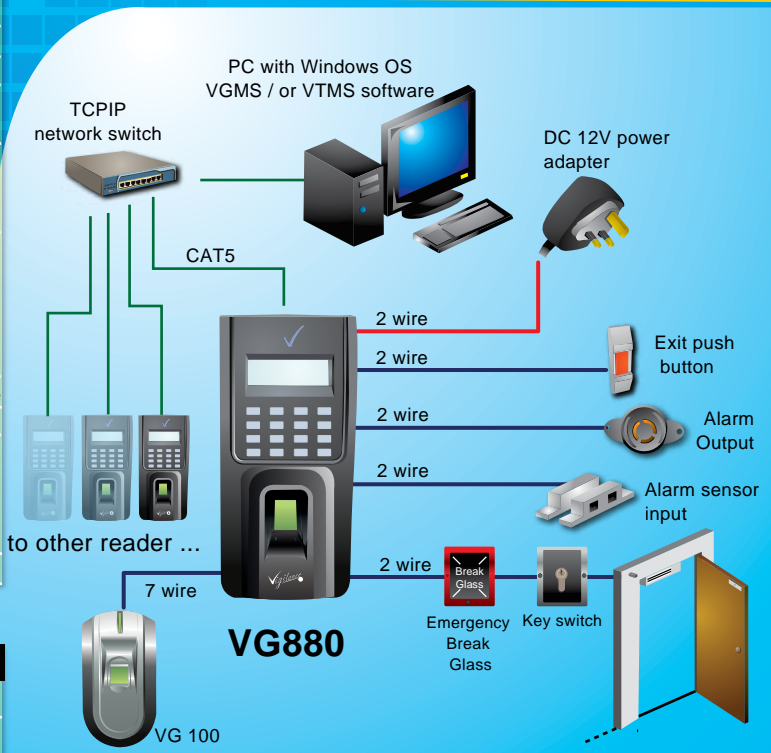 PC with Windows OS
VGMS / or VTMS software
TCPIP
network switch
DC 12V power
adapter
CAT5
2 wire
2 wire
Exit push
button
2 wire
Alarm
Output
2 wire
Alarm sensor
input
to other reader ...
2 wire
Break
Glass
7 wire
Vigilance
Emergency
Break
Glass
Key switch
VG880
VG 100